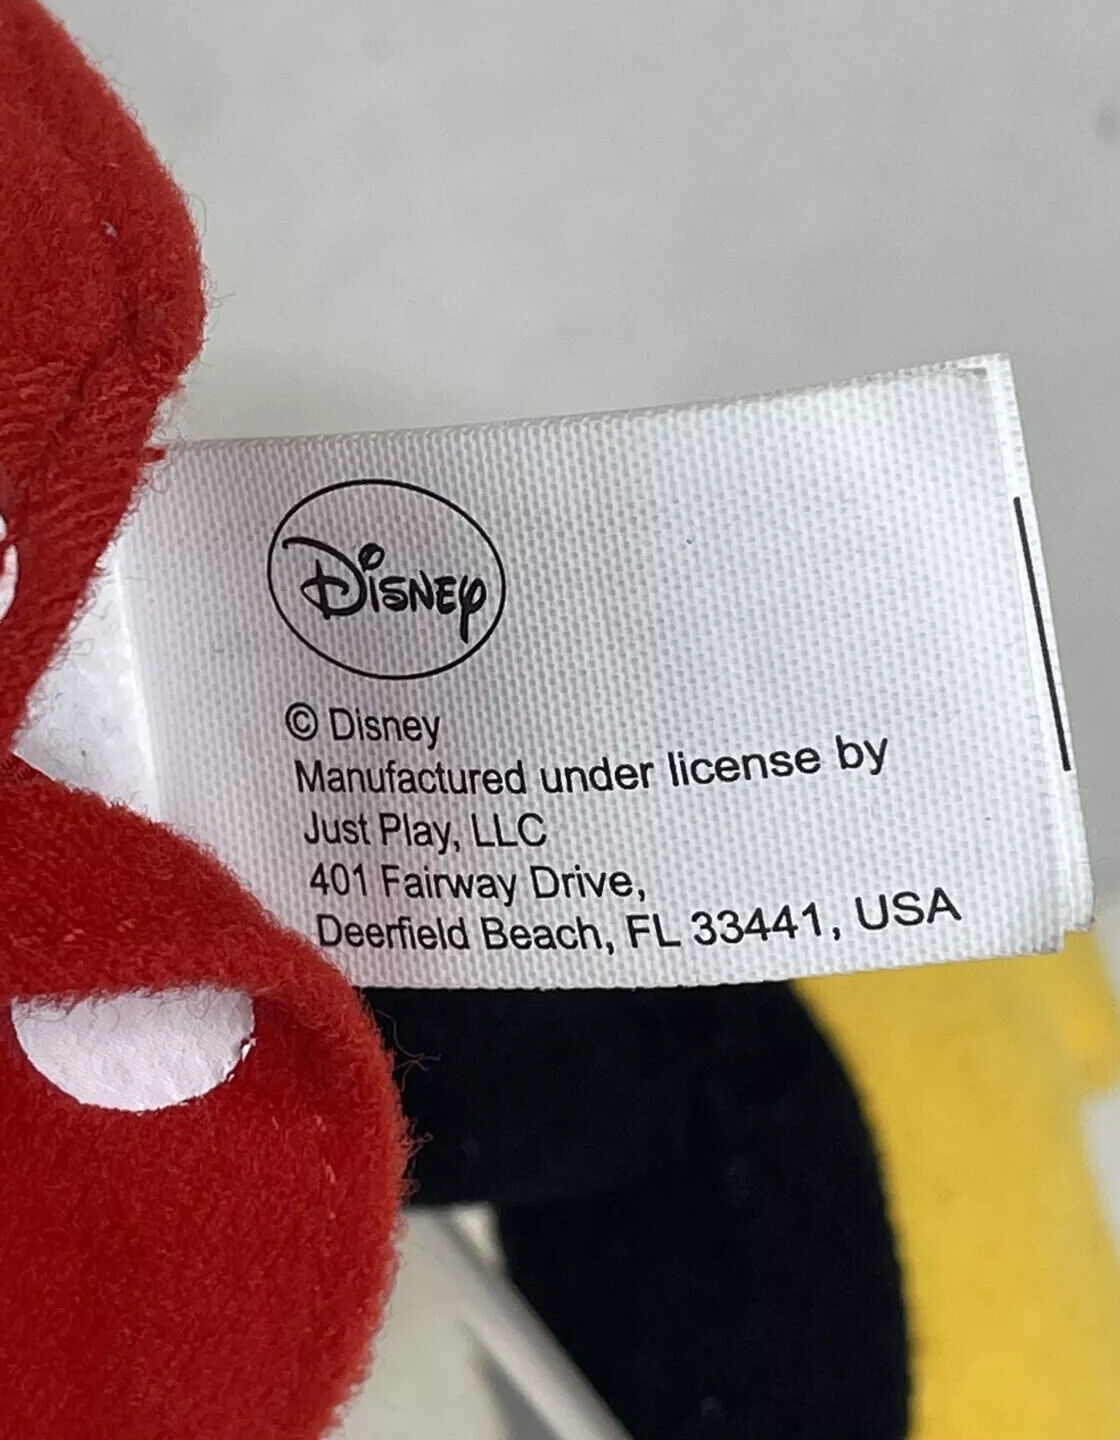 Disney
© Disney
Manufactured under license by
Just Play, LLC
401 Fairway Drive,
Deerfield Beach, FL 33441, USA